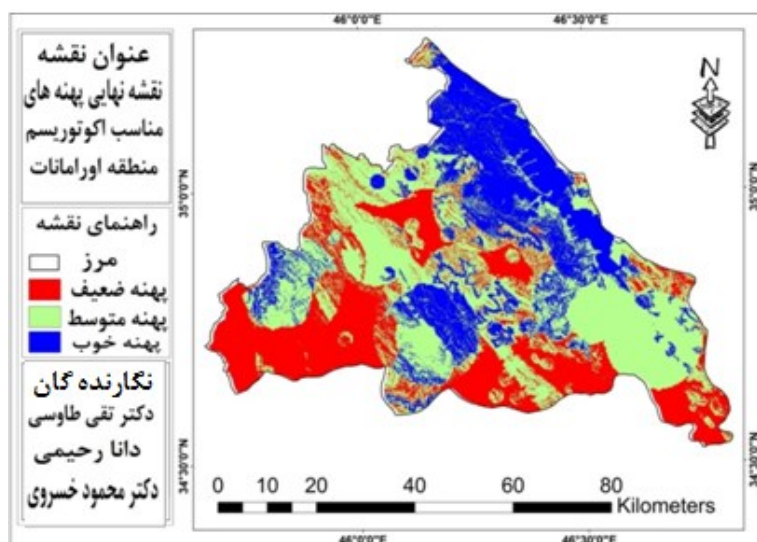 عنوان نقشه
نقشه نهایی پهنه های
مناسب اکوتوریسم
منطقه اورامانات
راهنمای نقشه
مرز
پهنه ضعیف
پهنه متوسط
پهنه خوب
نگارنده گان
دکتر تقی طاوسی
دانا رحیمی
دکتر محمود خسروی
46°0'0"E 46°30'0"E
N
35°0'0"N 35°0'0"N
34°30'0"N 34°30'0"N
0 10 20 40 60 80
Kilometers
46°0'0"E 46°30'0"E